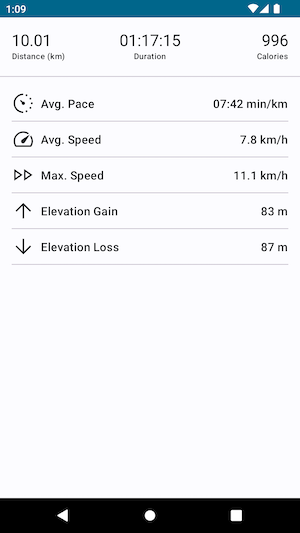 1:09
10.01 01:17:15 996
Distance (km) Duration Calories
Avg. Pace 07:42 min/km
Avg. Speed 7.8 km/h
Max. Speed 11.1 km/h
Elevation Gain 83 m
Elevation Loss 87 m